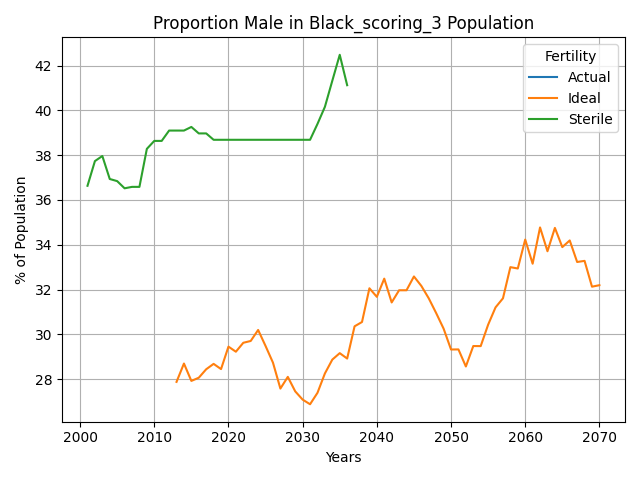 Proportion Male in Black_scoring_3 Population
Fertility
Actual
Ideal
Sterile
% of Population
42
40
38
36
34
32
30
28
2000 2010 2020 2030 2040 2050 2060 2070
Years